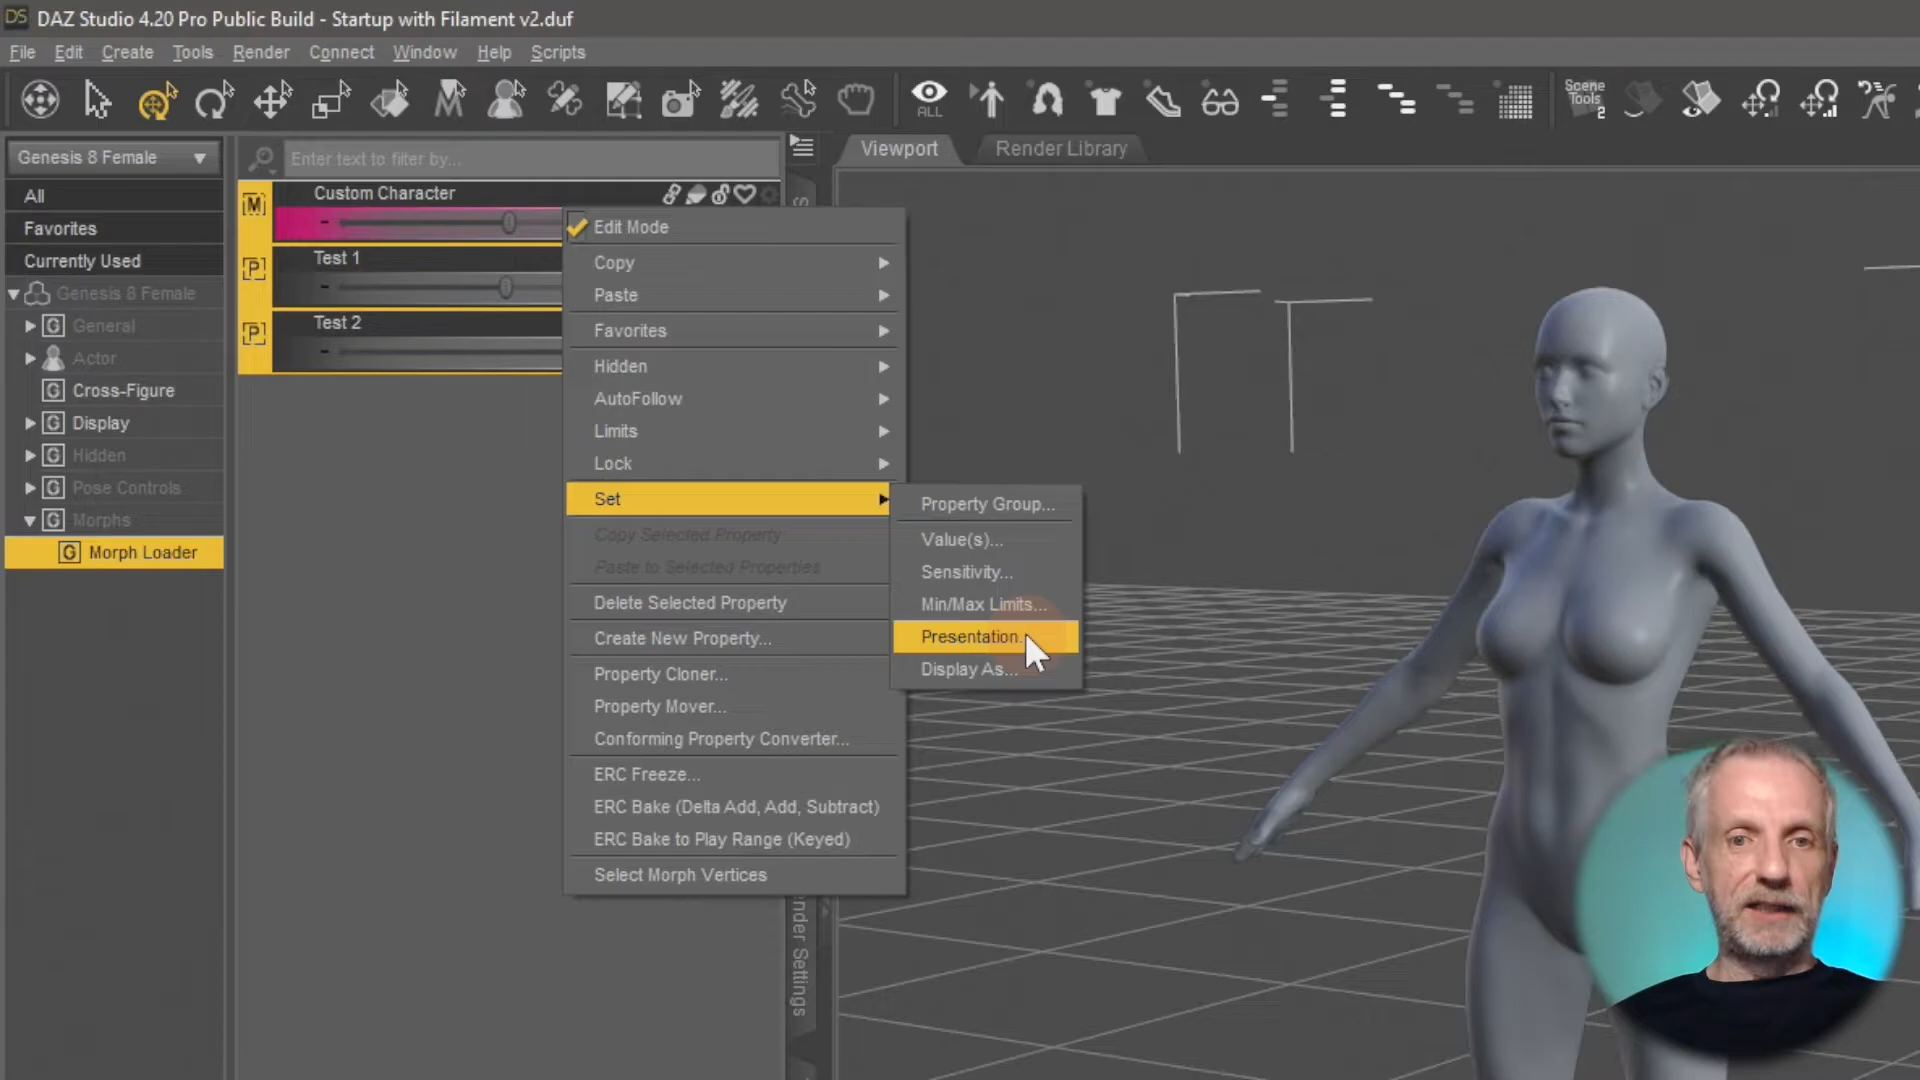 DAZ Studio 4.20 Pro Public Build - Startup with Filament v2.duf
File Edit Create Tools Render Connect Window Help Scripts
ALL
Scene
Tools
2
Genesis 8 Female
All
Favorites
Currently Used
Genesis 8 Female
General
Actor
Cross-Figure
Display
Hidden
Pose Controls
Morphs
Morph Loader
Enter text to filter by...
Custom Character
Test 1
Test 2
Edit Mode
Copy
Paste
Favorites
Hidden
AutoFollow
Limits
Lock
Set
Copy Selected Property
Paste to Selected Properties
Delete Selected Property
Create New Property...
Property Cloner...
Property Mover...
Conforming Property Converter...
ERC Freeze...
ERC Bake (Delta Add, Add, Subtract)
ERC Bake to Play Range (Keyed)
Select Morph Vertices
Property Group...
Value(s)...
Sensitivity...
Min/Max Limits...
Presentation...
Display As...
Viewport Render Library
Settings